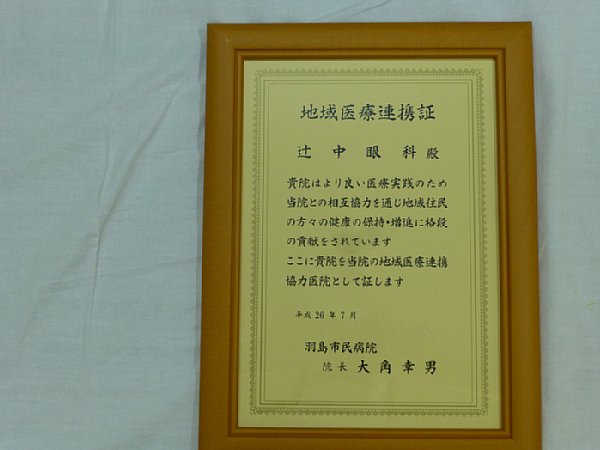 地域医療連携証
辻中眼科殿
貴院はより良い医療実践のため
当院との相互協力を通じ地域住民
の方々の健康の保持・増進に格段
の貢献をされています
ここに貴院を当院の地域医療連携
協力医院として証します
平成26年7月
羽島市民病院
院長 大角幸男